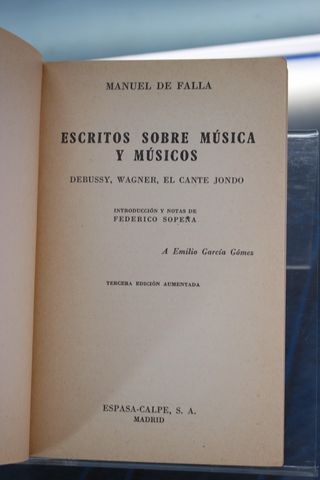 MANUEL DE FALLA
ESCRITOS SOBRE MÚSICA
Y MÚSICOS
DEBUSSY, WAGNER, EL CANTE JONDO
INTRODUCCIÓN Y NOTAS DE
FEDERICO SOPEÑA
A Emilio García Gómez
TERCERA EDICIÓN AUMENTADA
ESPASA-CALPE, S. A.
MADRID